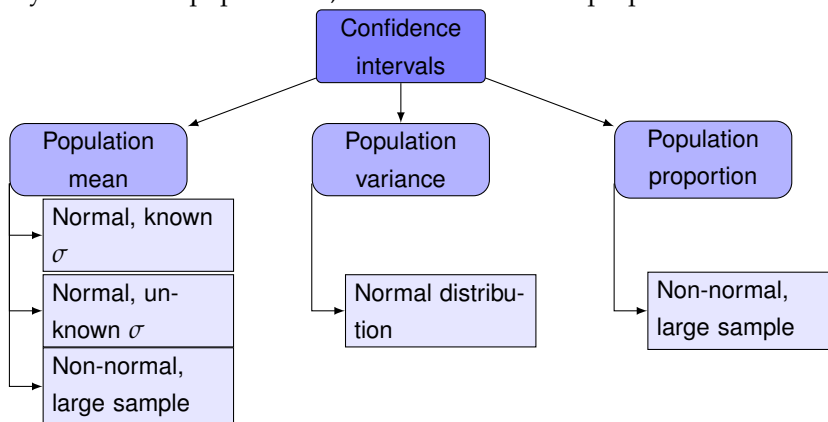 Confidence
intervals
Population
mean
Population
variance
Population
proportion
Normal, known
σ
Normal, un-
known σ
Non-normal,
large sample
Normal distribu-
tion
Non-normal,
large sample